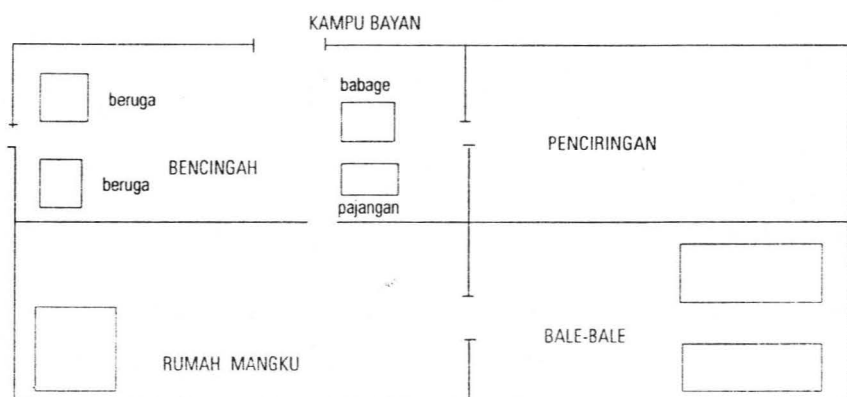 KAMPU BAYAN
babage
beruga
PENCIRINGAN
BENCINGAH
beruga
pajangan
BALE-BALE
RUMAH MANGKU